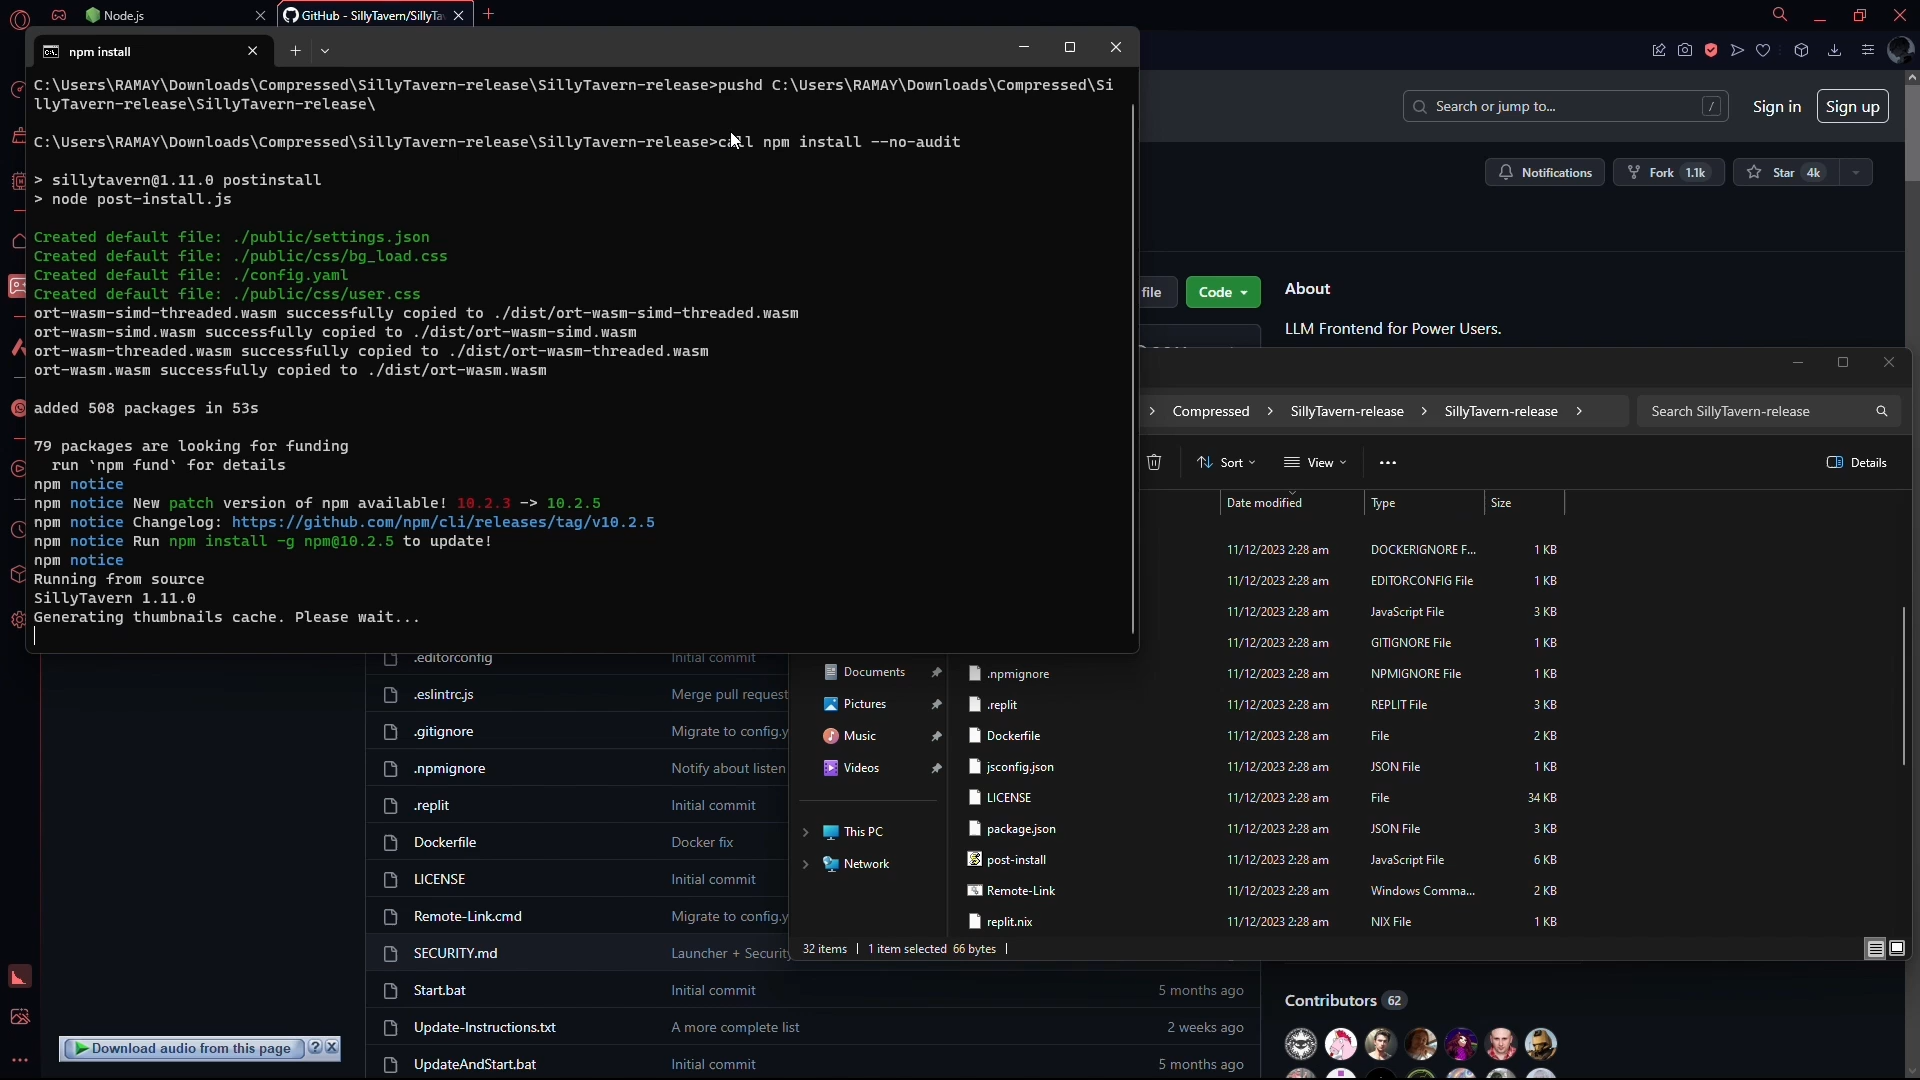 Node.js
GitHub - SillyTavern/SillyTa
npm install
C:\Users\RAMAY\Downloads\Compressed\SillyTavern-release\SillyTavern-release>pushd C:\Users\RAMAY\Downloads\Compressed\Si
llyTavern-release\SillyTavern-release\
C:\Users\RAMAY\Downloads\Compressed\SillyTavern-release\SillyTavern-release>call npm install --no-audit
> sillytavern@1.11.0 postinstall
> node post-install.js
Created default file: ./public/settings.json
Created default file: ./public/css/bg_load.css
Created default file: ./config.yaml
Created default file: ./public/css/user.css
ort-wasm-simd-threaded.wasm successfully copied to ./dist/ort-wasm-simd-threaded.wasm
ort-wasm-simd.wasm successfully copied to ./dist/ort-wasm-simd.wasm
ort-wasm-threaded.wasm successfully copied to ./dist/ort-wasm-threaded.wasm
ort-wasm.wasm successfully copied to ./dist/ort-wasm.wasm
added 508 packages in 53s
79 packages are looking for funding
run `npm fund` for details
npm notice
npm notice New patch version of npm available! 10.2.3 -> 10.2.5
npm notice Changelog: https://github.com/npm/cli/releases/tag/v10.2.5
npm notice Run npm install -g npm@10.2.5 to update!
npm notice
Running from source
SillyTavern 1.11.0
Generating thumbnails cache. Please wait...
Search or jump to... /
Sign in
Sign up
Notifications
Fork 1.1k
Star 4k
file
Code
About
LLM Frontend for Power Users.
Compressed > SillyTavern-release > SillyTavern-release >
Search SillyTavern-release
Sort
View
Details
Date modified Type Size
11/12/2023 2:28 am DOCKERIGNORE F... 1 KB
11/12/2023 2:28 am EDITORCONFIG File 1 KB
11/12/2023 2:28 am JavaScript File 3 KB
11/12/2023 2:28 am GITIGNORE File 1 KB
.npmignore 11/12/2023 2:28 am NPMIGNORE File 1 KB
.replit 11/12/2023 2:28 am REPLIT File 3 KB
Dockerfile 11/12/2023 2:28 am File 2 KB
jsconfig.json 11/12/2023 2:28 am JSON File 1 KB
LICENSE 11/12/2023 2:28 am File 34 KB
package.json 11/12/2023 2:28 am JSON File 3 KB
post-install 11/12/2023 2:28 am JavaScript File 6 KB
Remote-Link 11/12/2023 2:28 am Windows Comma... 2 KB
replit.nix 11/12/2023 2:28 am NIX File 1 KB
Documents
Pictures
Music
Videos
This PC
Network
32 items 1 item selected 66 bytes
.editorconfig Initial commit
.eslintrc.js Merge pull request
.gitignore Migrate to config.y
.npmignore Notify about listen
.replit Initial commit
Dockerfile Docker fix
LICENSE Initial commit
Remote-Link.cmd Migrate to config.y
SECURITY.md Launcher + Security
Start.bat Initial commit 5 months ago
Update-Instructions.txt A more complete list 2 weeks ago
UpdateAndStart.bat Initial commit 5 months ago
Contributors 62
Download audio from this page ?